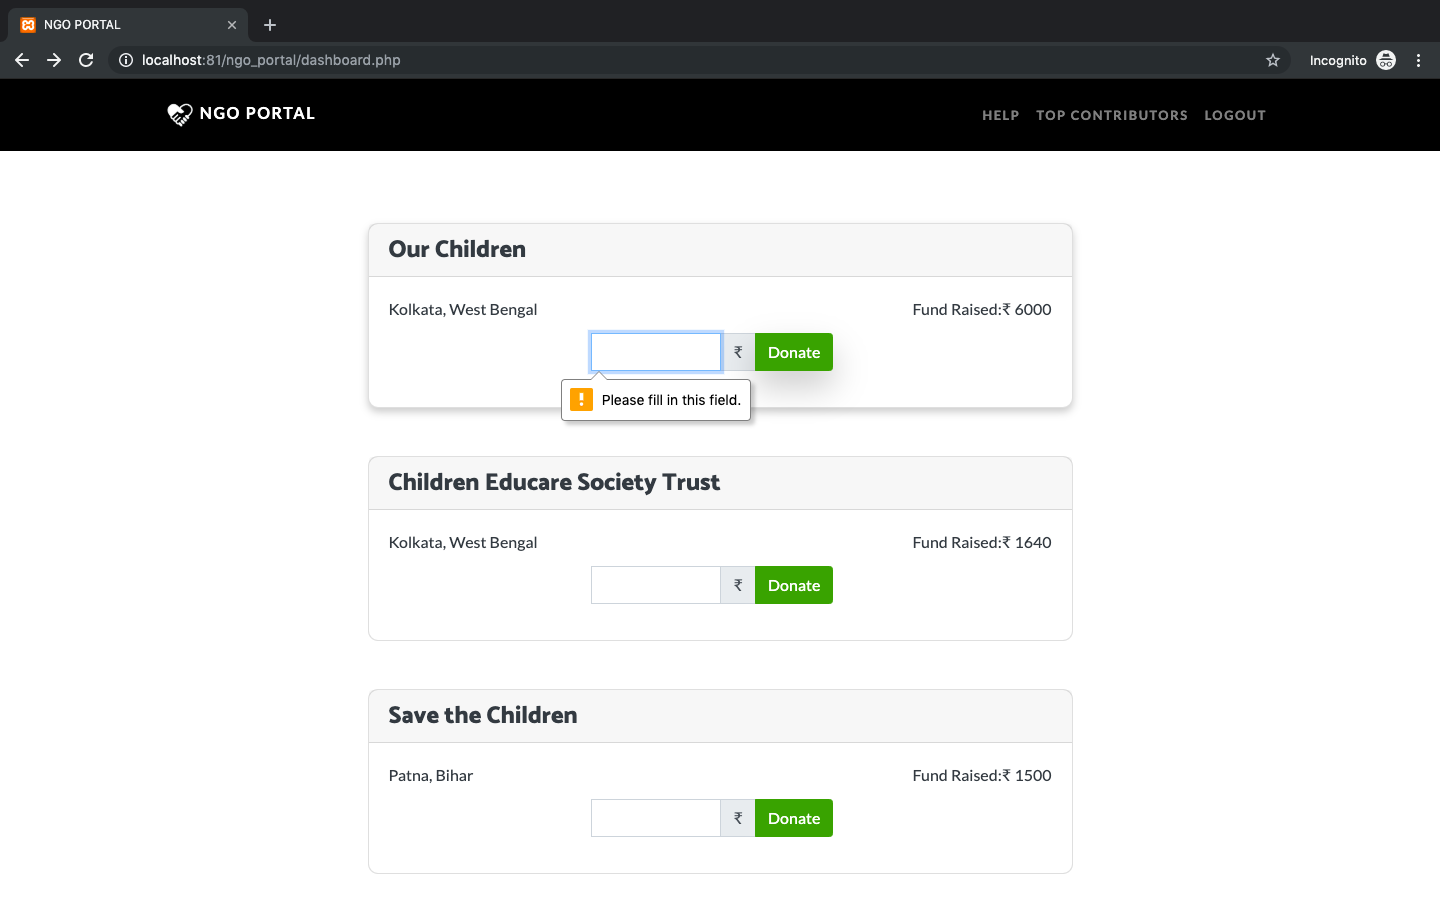 NGO PORTAL
localhost:81/ngo_portal/dashboard.php
Incognito
NGO PORTAL
HELP TOP CONTRIBUTORS LOGOUT
Our Children
Kolkata, West Bengal Fund Raised:₹ 6000
₹ Donate
! Please fill in this field.
Children Educare Society Trust
Kolkata, West Bengal Fund Raised:₹ 1640
₹ Donate
Save the Children
Patna, Bihar Fund Raised:₹ 1500
₹ Donate